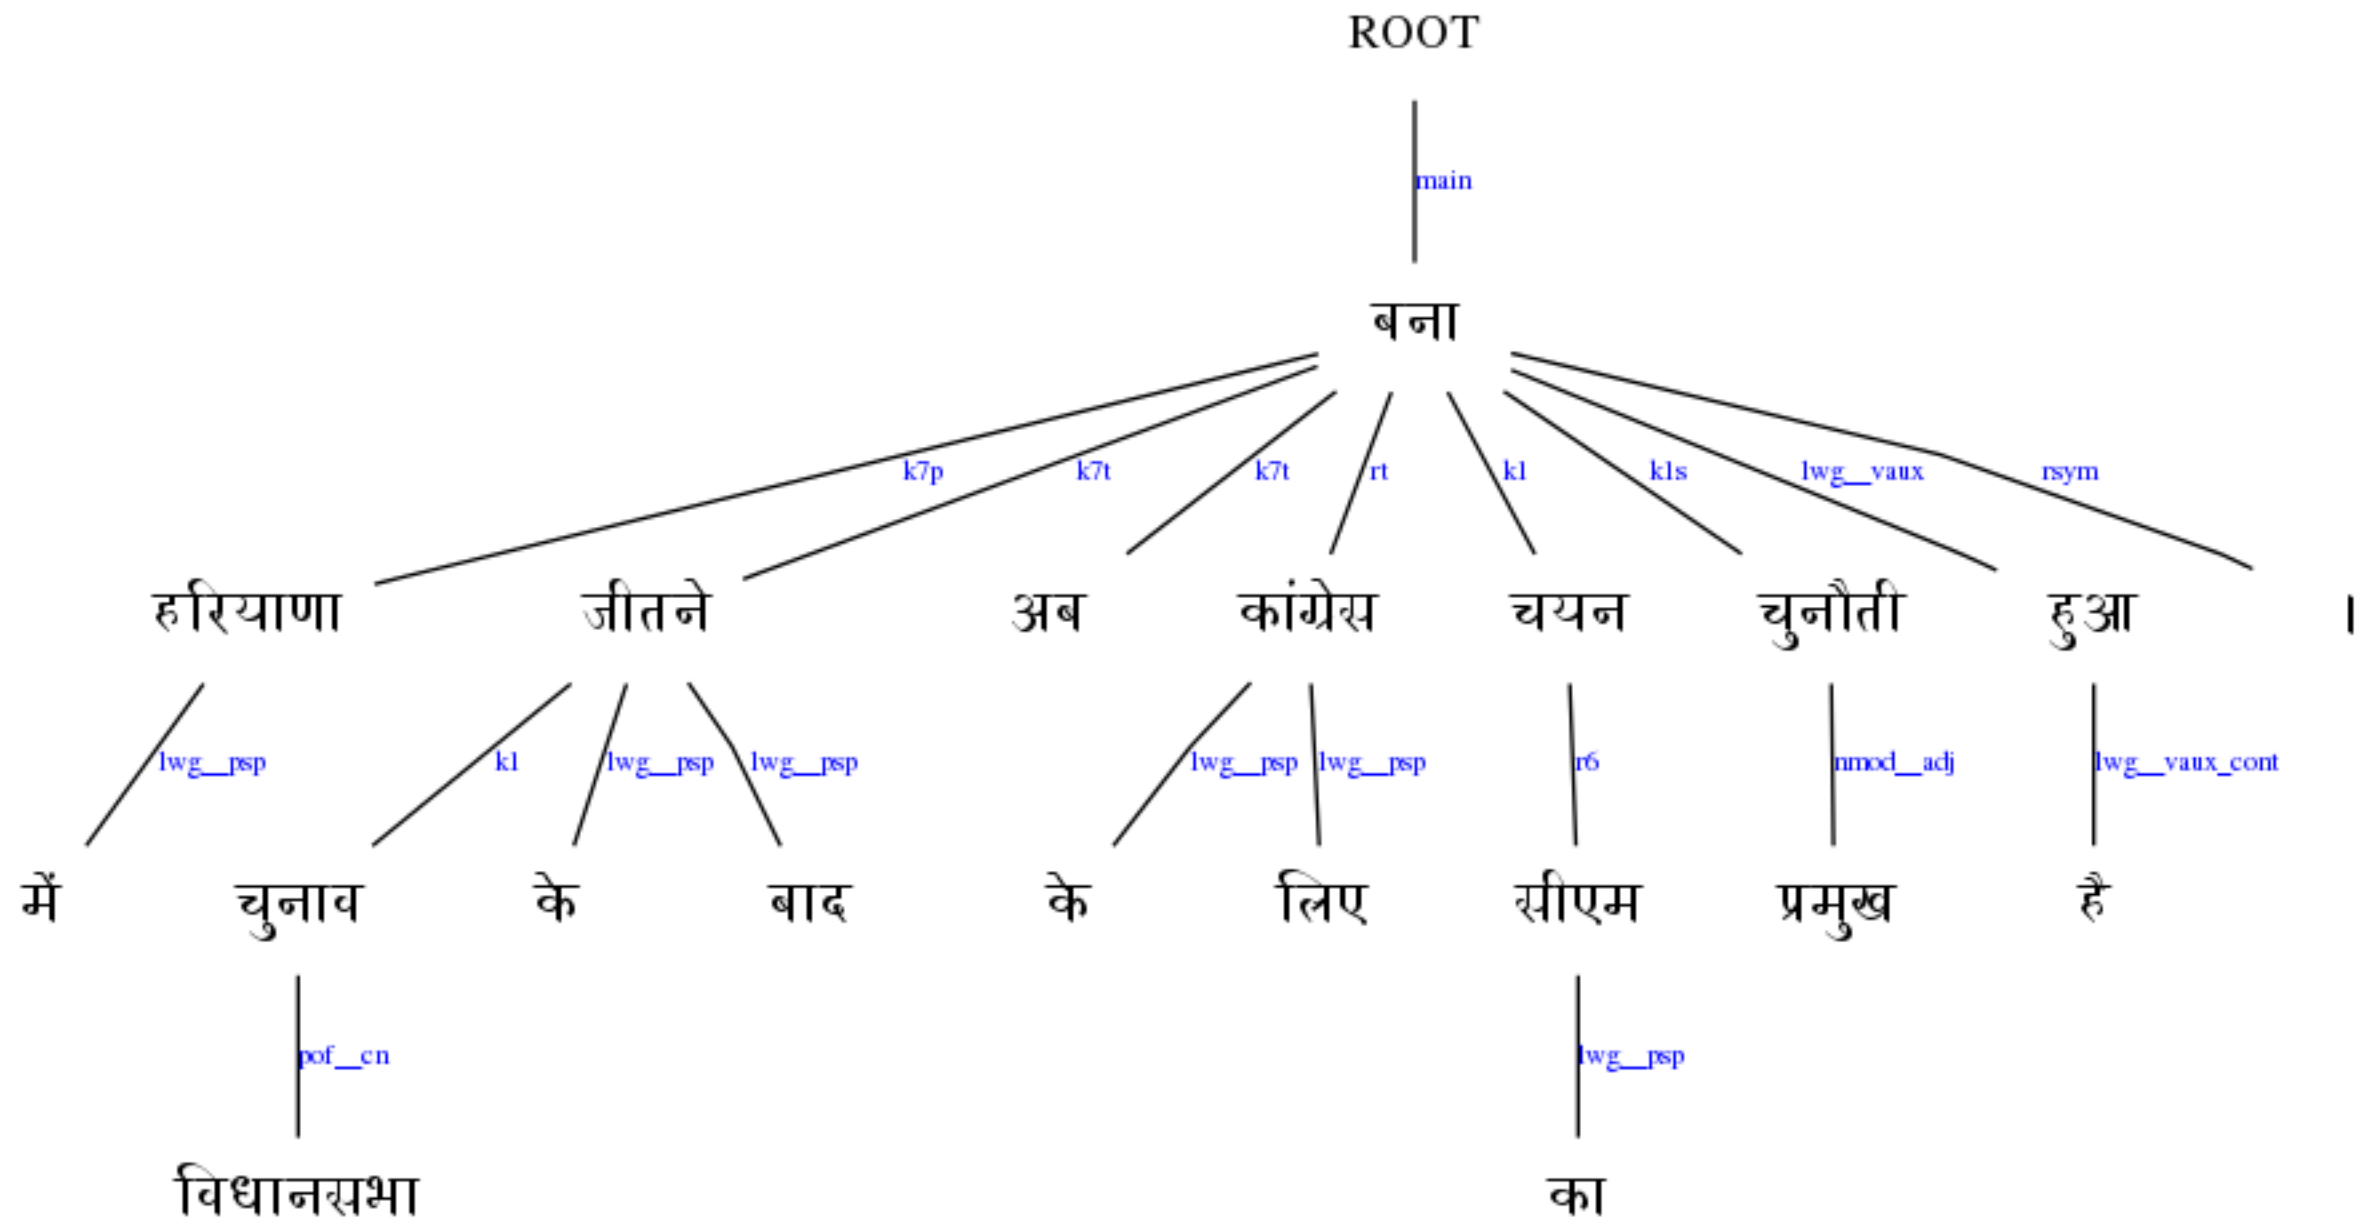 ROOT
main
बना
k7p k7t k7t rt k1 k1s lwg__vaux rsym
हरियाणा जीतने अब कांग्रेस चयन चुनौती हुआ ।
lwg__psp k1 lwg__psp lwg__psp lwg__psp lwg__psp r6 nmod__adj lwg__vaux_cont
में चुनाव के बाद के लिए सीएम प्रमुख है
pof__cn lwg__psp
विधानसभा का